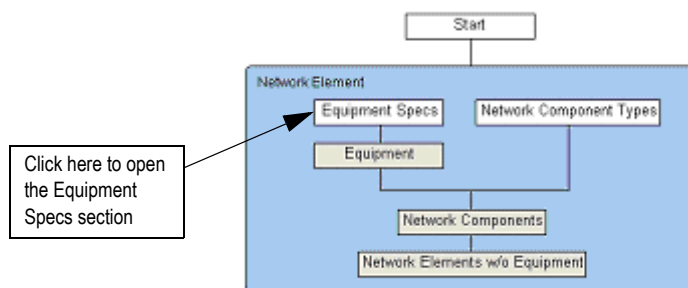 Start
Network Element
Equipment Specs
Network Component Types
Click here to open
the Equipment
Specs section
Equipment
Network Components
Network Elements w/o Equipment